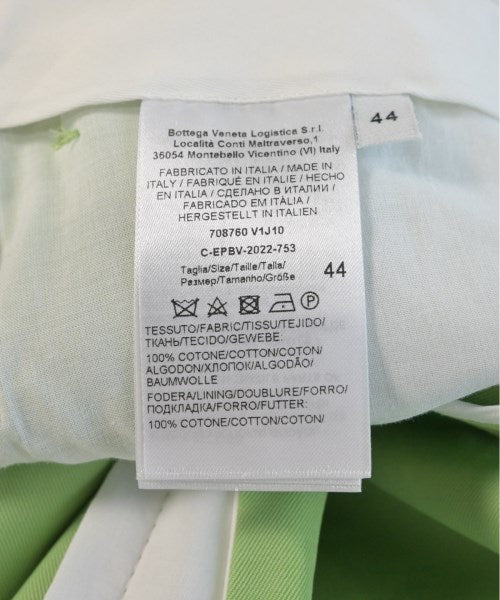 44
Bottega Veneta Logistica S.r.l.
Località Conti Maltraverso,1
36054 Montebello Vicentino (VI) Italy
FABBRICATO IN ITALIA / MADE IN
ITALY / FABRIQUÉ EN ITALIE / HECHO
EN ITALIA / СДЕЛАНО В ИТАЛИИ /
FABRICADO EM ITÀLIA /
HERGESTELLT IN ITALIEN
708760 V1J10
C-EPBV-2022-753
Taglia/Size/Taille/Talla/
Размер/Tamanho/Größe
44
P
TESSUTO/FABRIC/TISSU/TEJIDO/
ТКАНЬ/TECIDO/GEWEBE:
100% COTONE/COTTON/COTON/
ALGODON/ХЛОПОК/ALGODÃO/
BAUMWOLLE
FODERA/LINING/DOUBLURE/FORRO/
ПОДКЛАДКА/FORRO/FUTTER:
100% COTONE/COTTON/COTON/